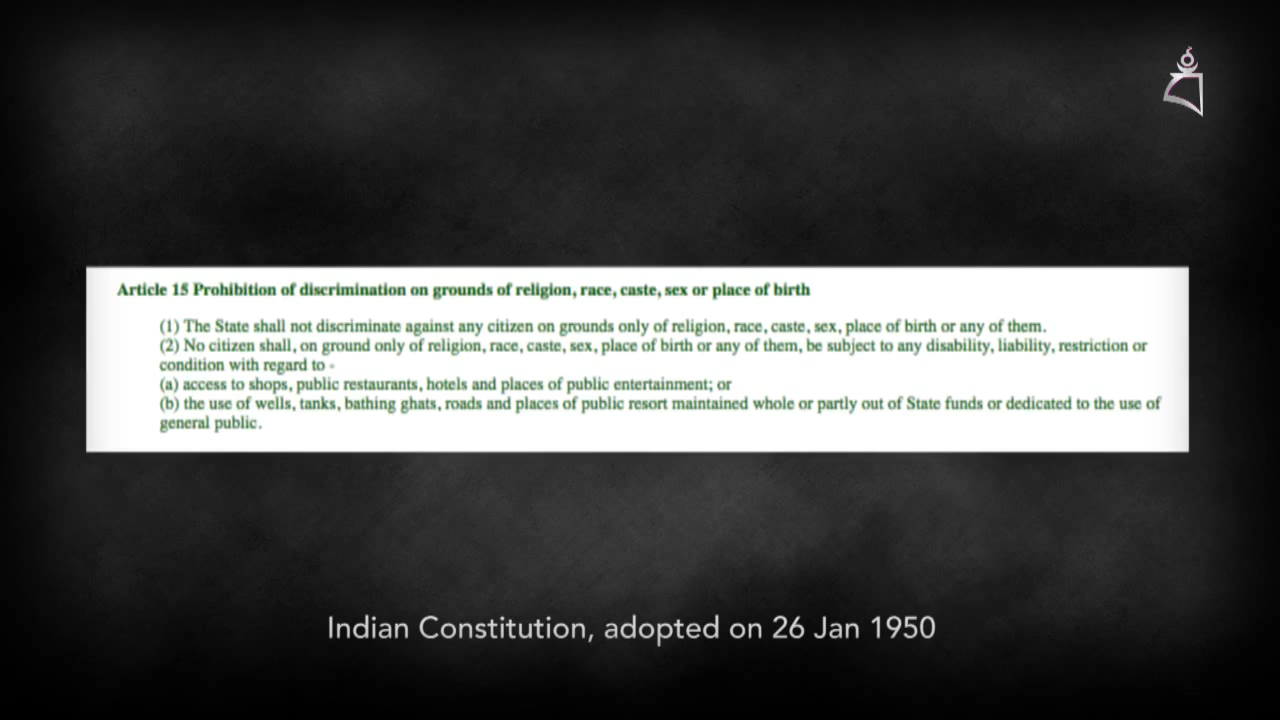 Article 15 Prohibition of discrimination on grounds of religion, race, caste, sex or place of birth
(1) The State shall not discriminate against any citizen on grounds only of religion, race, caste, sex, place of birth or any of them.
(2) No citizen shall, on ground only of religion, race, caste, sex, place of birth or any of them, be subject to any disability, liability, restriction or
condition with regard to -
(a) access to shops, public restaurants, hotels and places of public entertainment; or
(b) the use of wells, tanks, bathing ghats, roads and places of public resort maintained whole or partly out of State funds or dedicated to the use of
general public.
Indian Constitution, adopted on 26 Jan 1950